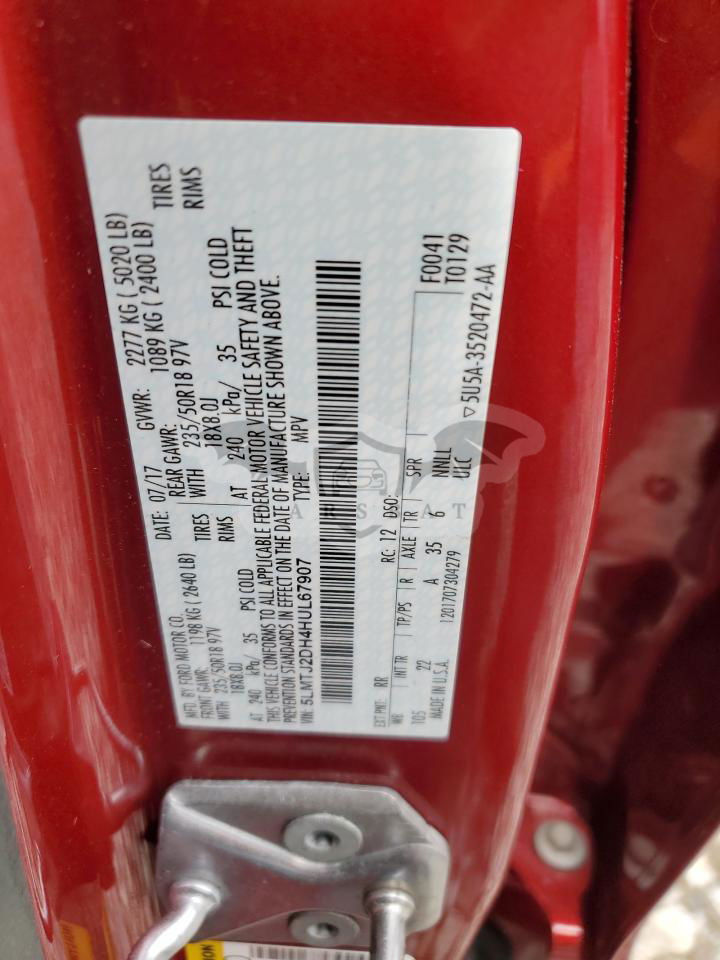 MFD. BY FORD MOTOR CO.
DATE: 07/17 GVWR: 2277 KG ( 5020 LB)
FRONT GAWR: 1198 KG ( 2640 LB) REAR GAWR: 1089 KG ( 2400 LB)
WITH 235/50R18 97V TIRES WITH 235/50R18 97V TIRES
18X8.0J RIMS 18X8.0J RIMS
AT 240 kPa/ 35 PSI COLD AT 240 kPa/ 35 PSI COLD
THIS VEHICLE CONFORMS TO ALL APPLICABLE FEDERAL MOTOR VEHICLE SAFETY AND THEFT
PREVENTION STANDARDS IN EFFECT ON THE DATE OF MANUFACTURE SHOWN ABOVE.
VIN: 5LMTJ2DH4HUL67907 TYPE: MPV
EXT PNT: RR RC: 12 DSO: F0041
WB INT TR TP/PS R AXLE TR SPR T0129
105 22 A 35 6 NNLL
MADE IN U.S.A. 1201707304279 ULC ▽5U5A-3520472-AA